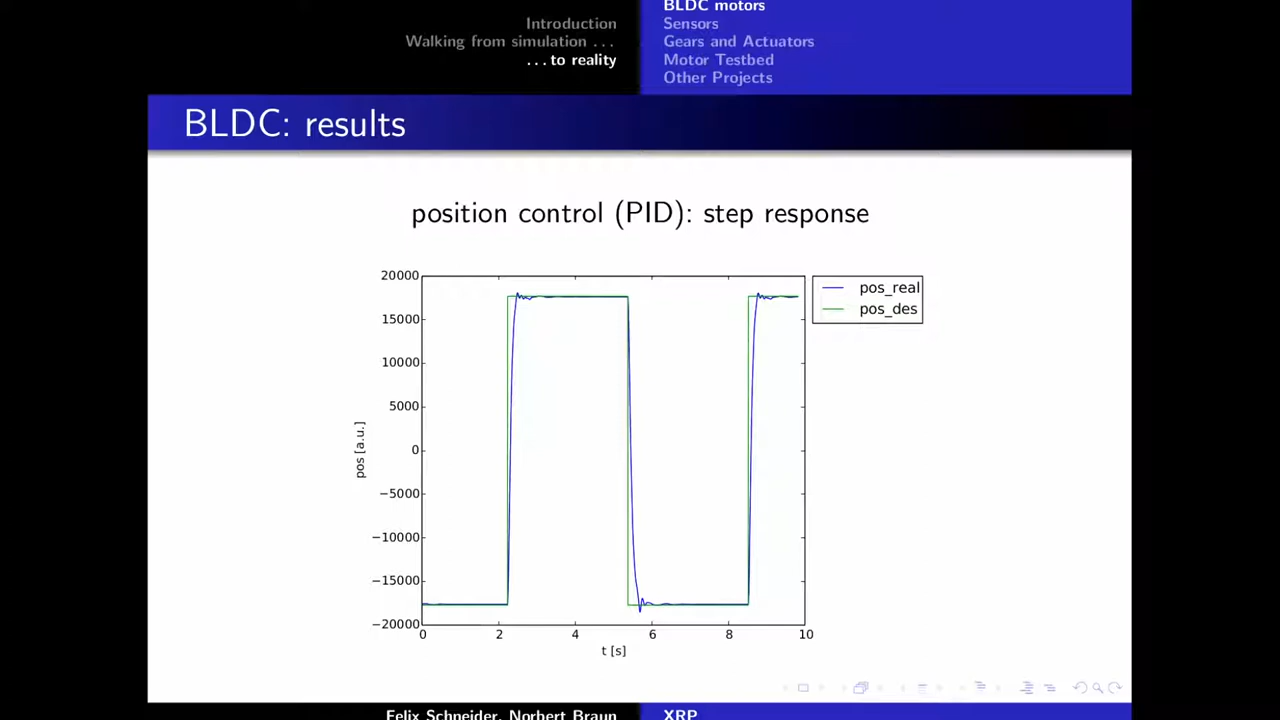 Introduction
Walking from simulation ...
... to reality
BLDC motors
Sensors
Gears and Actuators
Motor Testbed
Other Projects
BLDC: results
position control (PID): step response
20000
15000
10000
5000
0
−5000
−10000
−15000
−20000
pos [a.u.]
0 2 4 6 8 10
t [s]
pos_real
pos_des
Felix Schneider, Norbert Braun
XRP